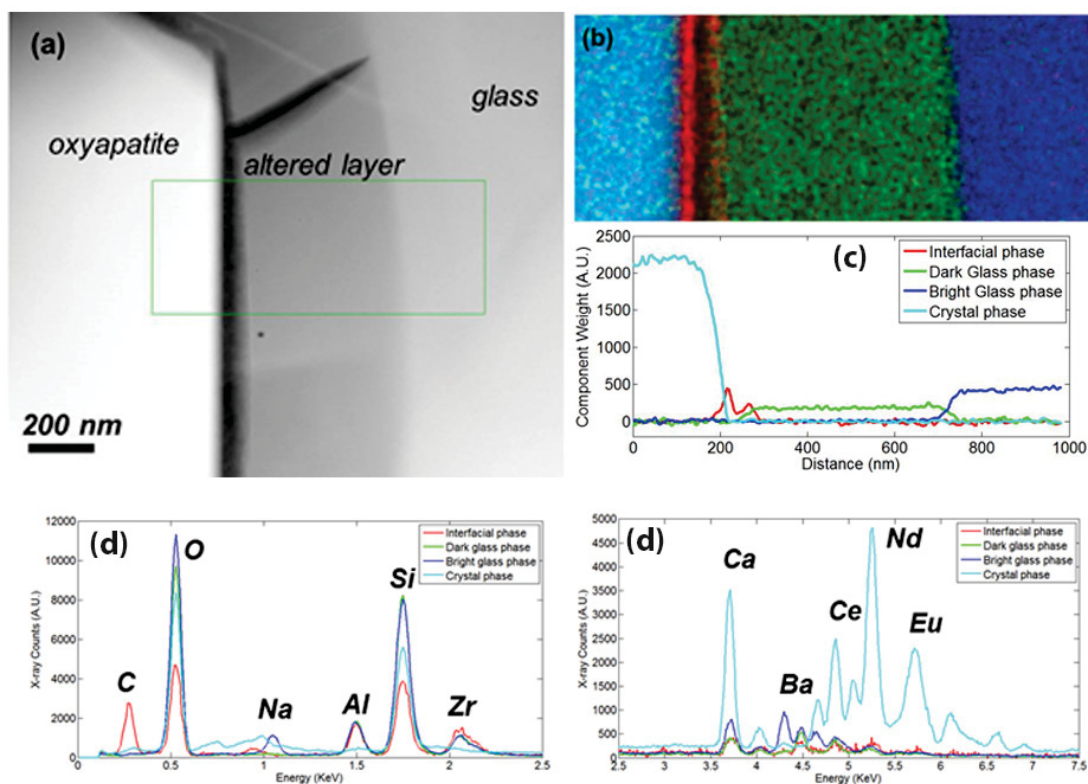 (a)
glass
oxyapatite
altered layer
200 nm
(b)
(c)
2500
2000
1500
1000
500
0
Component Weight (A.U.)
Interfacial phase
Dark Glass phase
Bright Glass phase
Crystal phase
0 200 400 600 800 1000
Distance (nm)
(d)
12000
10000
8000
6000
4000
2000
0
X-ray Counts (A.U.)
Interfacial phase
Dark glass phase
Bright glass phase
Crystal phase
O
Si
C
Na
Al
Zr
0 0.5 1 1.5 2 2.5
Energy (KeV)
(d)
5000
4500
4000
3500
3000
2500
2000
1500
1000
500
0
X-ray Counts (A.U.)
Interfacial phase
Dark glass phase
Bright glass phase
Crystal phase
Nd
Ca
Ce
Eu
Ba
2.5 3 3.5 4 4.5 5 5.5 6 6.5 7 7.5
Energy (KeV)